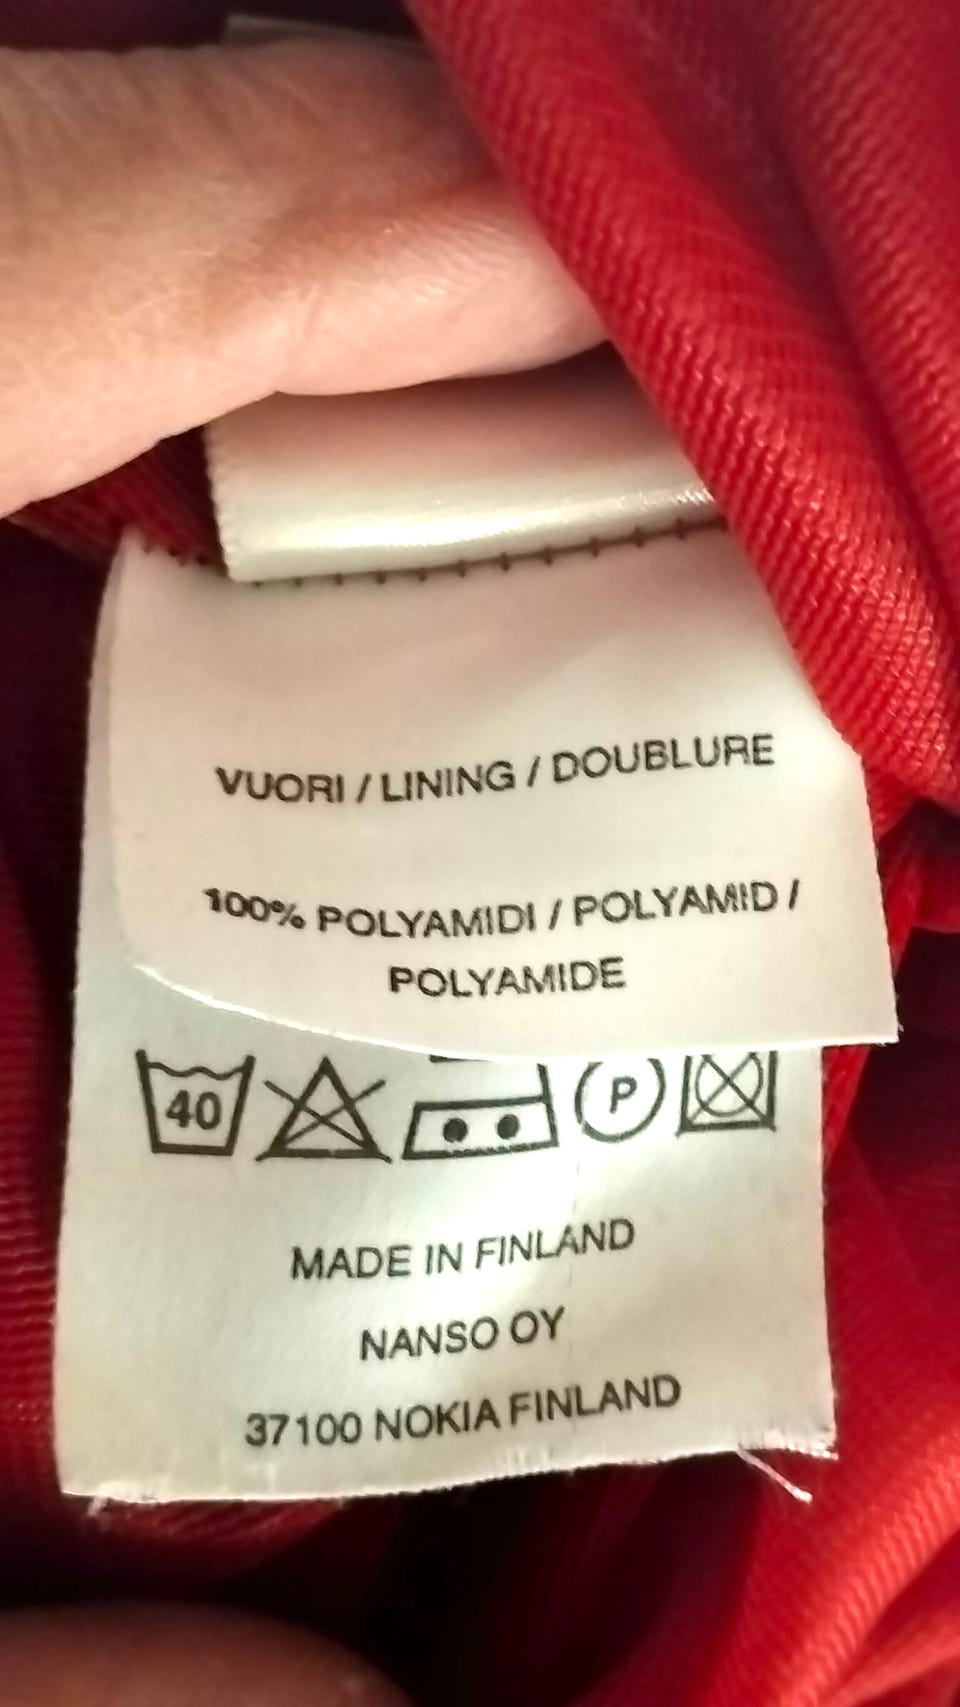 VUORI / LINING / DOUBLURE
100% POLYAMIDI / POLYAMID /
POLYAMIDE
40 P
MADE IN FINLAND
NANSO OY
37100 NOKIA FINLAND